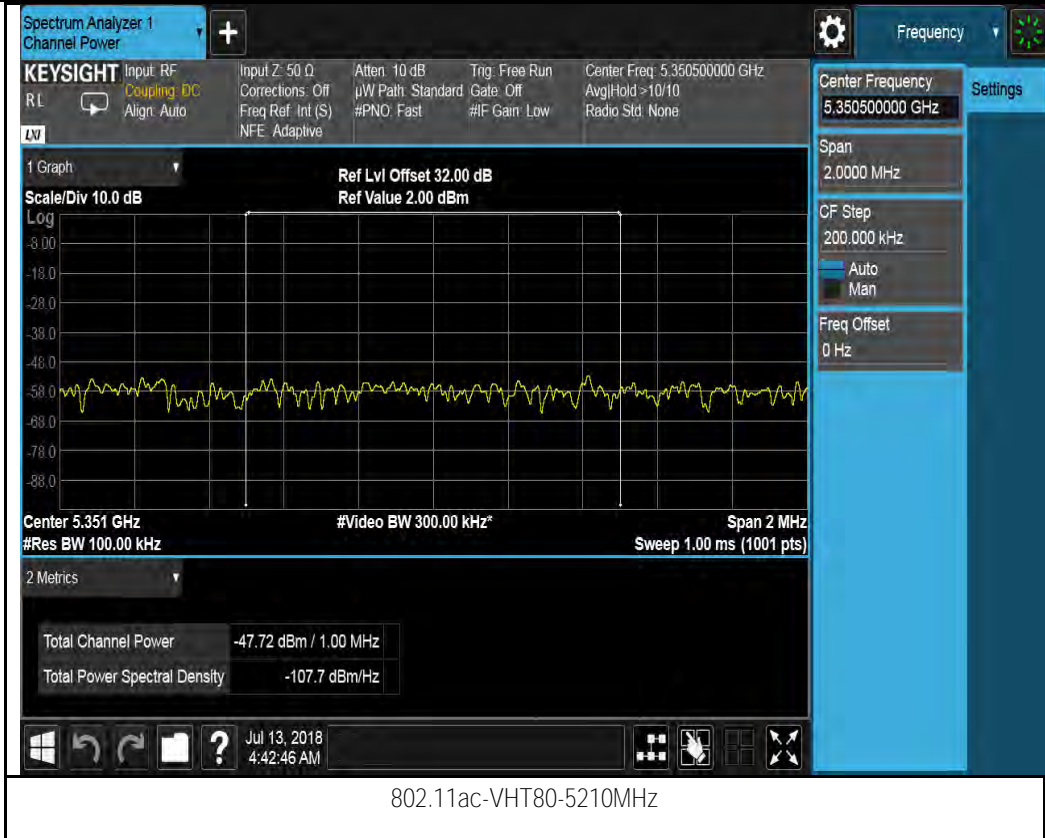 Spectrum Analyzer 1
Channel Power
Frequency
KEYSIGHT
RL
LXI
Input: RF
Coupling: DC
Align: Auto
Input Z: 50 Ω
Corrections: Off
Freq Ref: Int (S)
NFE: Adaptive
Atten: 10 dB
µW Path: Standard
#PNO: Fast
Trig: Free Run
Gate: Off
#IF Gain: Low
Center Freq: 5.350500000 GHz
Avg|Hold >10/10
Radio Std: None
1 Graph
Scale/Div 10.0 dB
Ref Lvl Offset 32.00 dB
Ref Value 2.00 dBm
Log
-8.00
-18.0
-28.0
-38.0
-48.0
-58.0
-68.0
-78.0
-88.0
Center 5.351 GHz
#Video BW 300.00 kHz*
Span 2 MHz
#Res BW 100.00 kHz
Sweep 1.00 ms (1001 pts)
2 Metrics
Total Channel Power -47.72 dBm / 1.00 MHz
Total Power Spectral Density -107.7 dBm/Hz
?
Jul 13, 2018
4:42:46 AM
Center Frequency
5.350500000 GHz
Settings
Span
2.0000 MHz
CF Step
200.000 kHz
Auto
Man
Freq Offset
0 Hz
802.11ac-VHT80-5210MHz